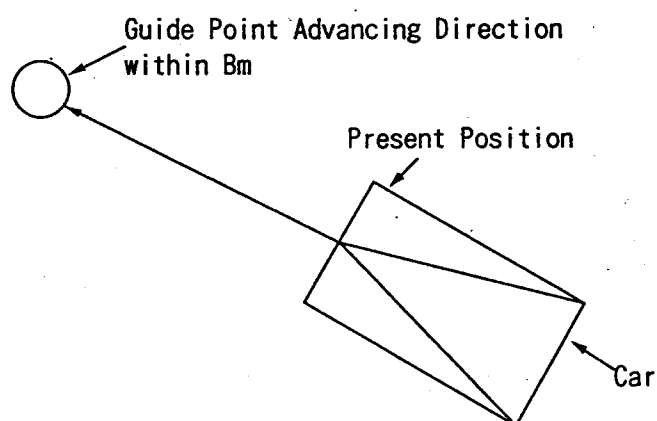 Guide Point Advancing Direction
within Bm
Present Position
Car